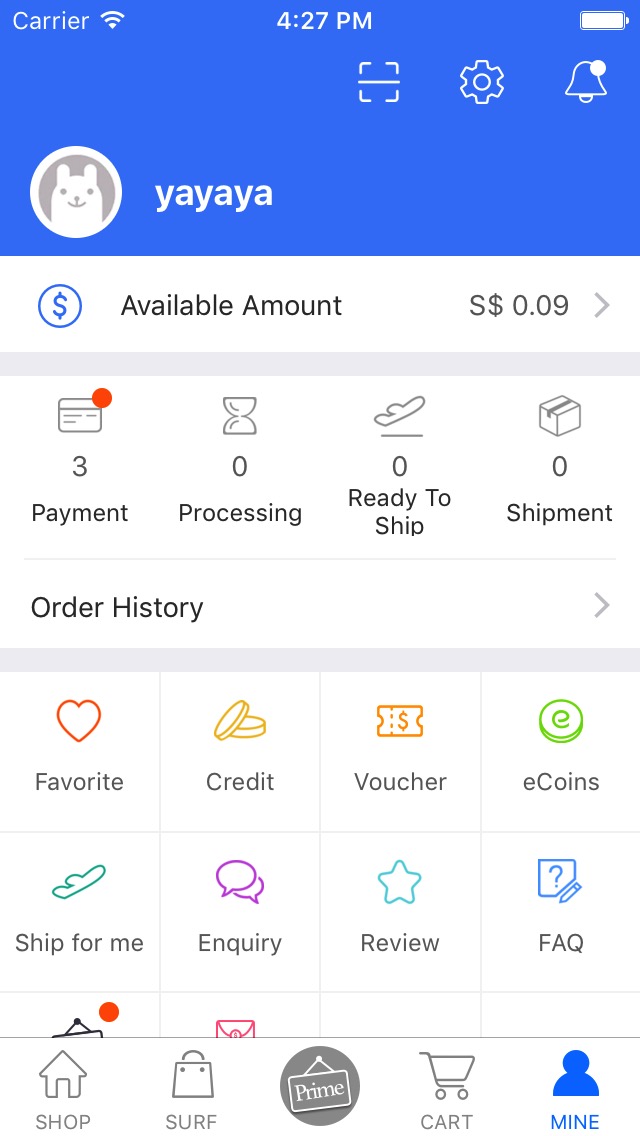 Carrier 4:27 PM
yayaya
$ Available Amount S$ 0.09
3 0 0 0
Payment Processing Ready To Ship Shipment
Order History
$
Favorite Credit Voucher eCoins
?
Ship for me Enquiry Review FAQ
$
Prime
SHOP SURF CART MINE